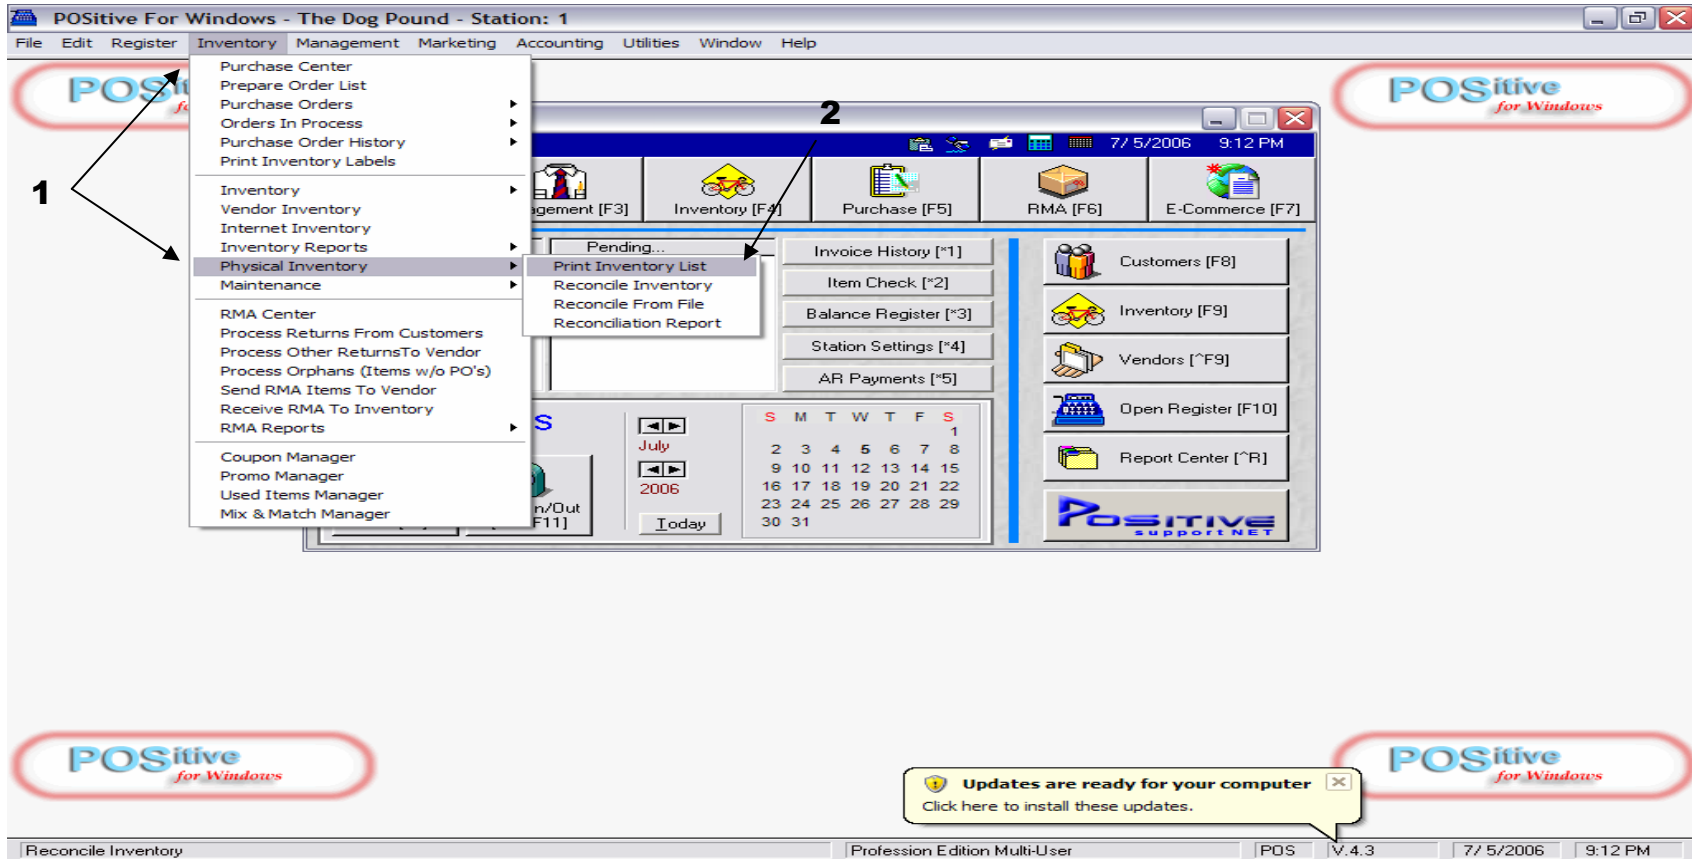 POSitive For Windows - The Dog Pound - Station: 1
File Edit Register Inventory Management Marketing Accounting Utilities Window Help
Purchase Center
Prepare Order List
Purchase Orders
Orders In Process
Purchase Order History
Print Inventory Labels
Inventory
Vendor Inventory
Internet Inventory
Inventory Reports
Physical Inventory
Maintenance
RMA Center
Process Returns From Customers
Process Other ReturnsTo Vendor
Process Orphans (Items w/o PO's)
Send RMA Items To Vendor
Receive RMA To Inventory
RMA Reports
Coupon Manager
Promo Manager
Used Items Manager
Mix & Match Manager
Print Inventory List
Reconcile Inventory
Reconcile From File
Reconciliation Report
1
2
POSitive
for Windows
7/ 5/2006 9:12 PM
agement [F3] Inventory [F4] Purchase [F5] RMA [F6] E-Commerce [F7]
Pending...
Invoice History [*1]
Item Check [*2]
Balance Register [*3]
Station Settings [*4]
AR Payments [*5]
Customers [F8]
Inventory [F9]
Vendors [^F9]
Open Register [F10]
Report Center [^R]
POSITIVE
supportNET
S
n/Out
F11]
July
2006
Today
S M T W T F S
1
2 3 4 5 6 7 8
9 10 11 12 13 14 15
16 17 18 19 20 21 22
23 24 25 26 27 28 29
30 31
POSitive
for Windows
POSitive
for Windows
Updates are ready for your computer
Click here to install these updates.
Reconcile Inventory Profession Edition Multi-User POS V.4.3 7/ 5/2006 9:12 PM